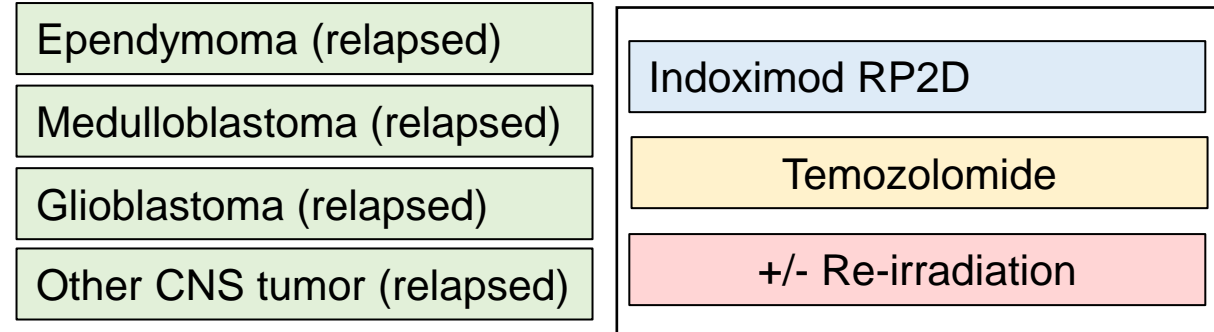 Ependymoma (relapsed)
Medulloblastoma (relapsed)
Glioblastoma (relapsed)
Other CNS tumor (relapsed)
Indoximod RP2D
Temozolomide
+/- Re-irradiation